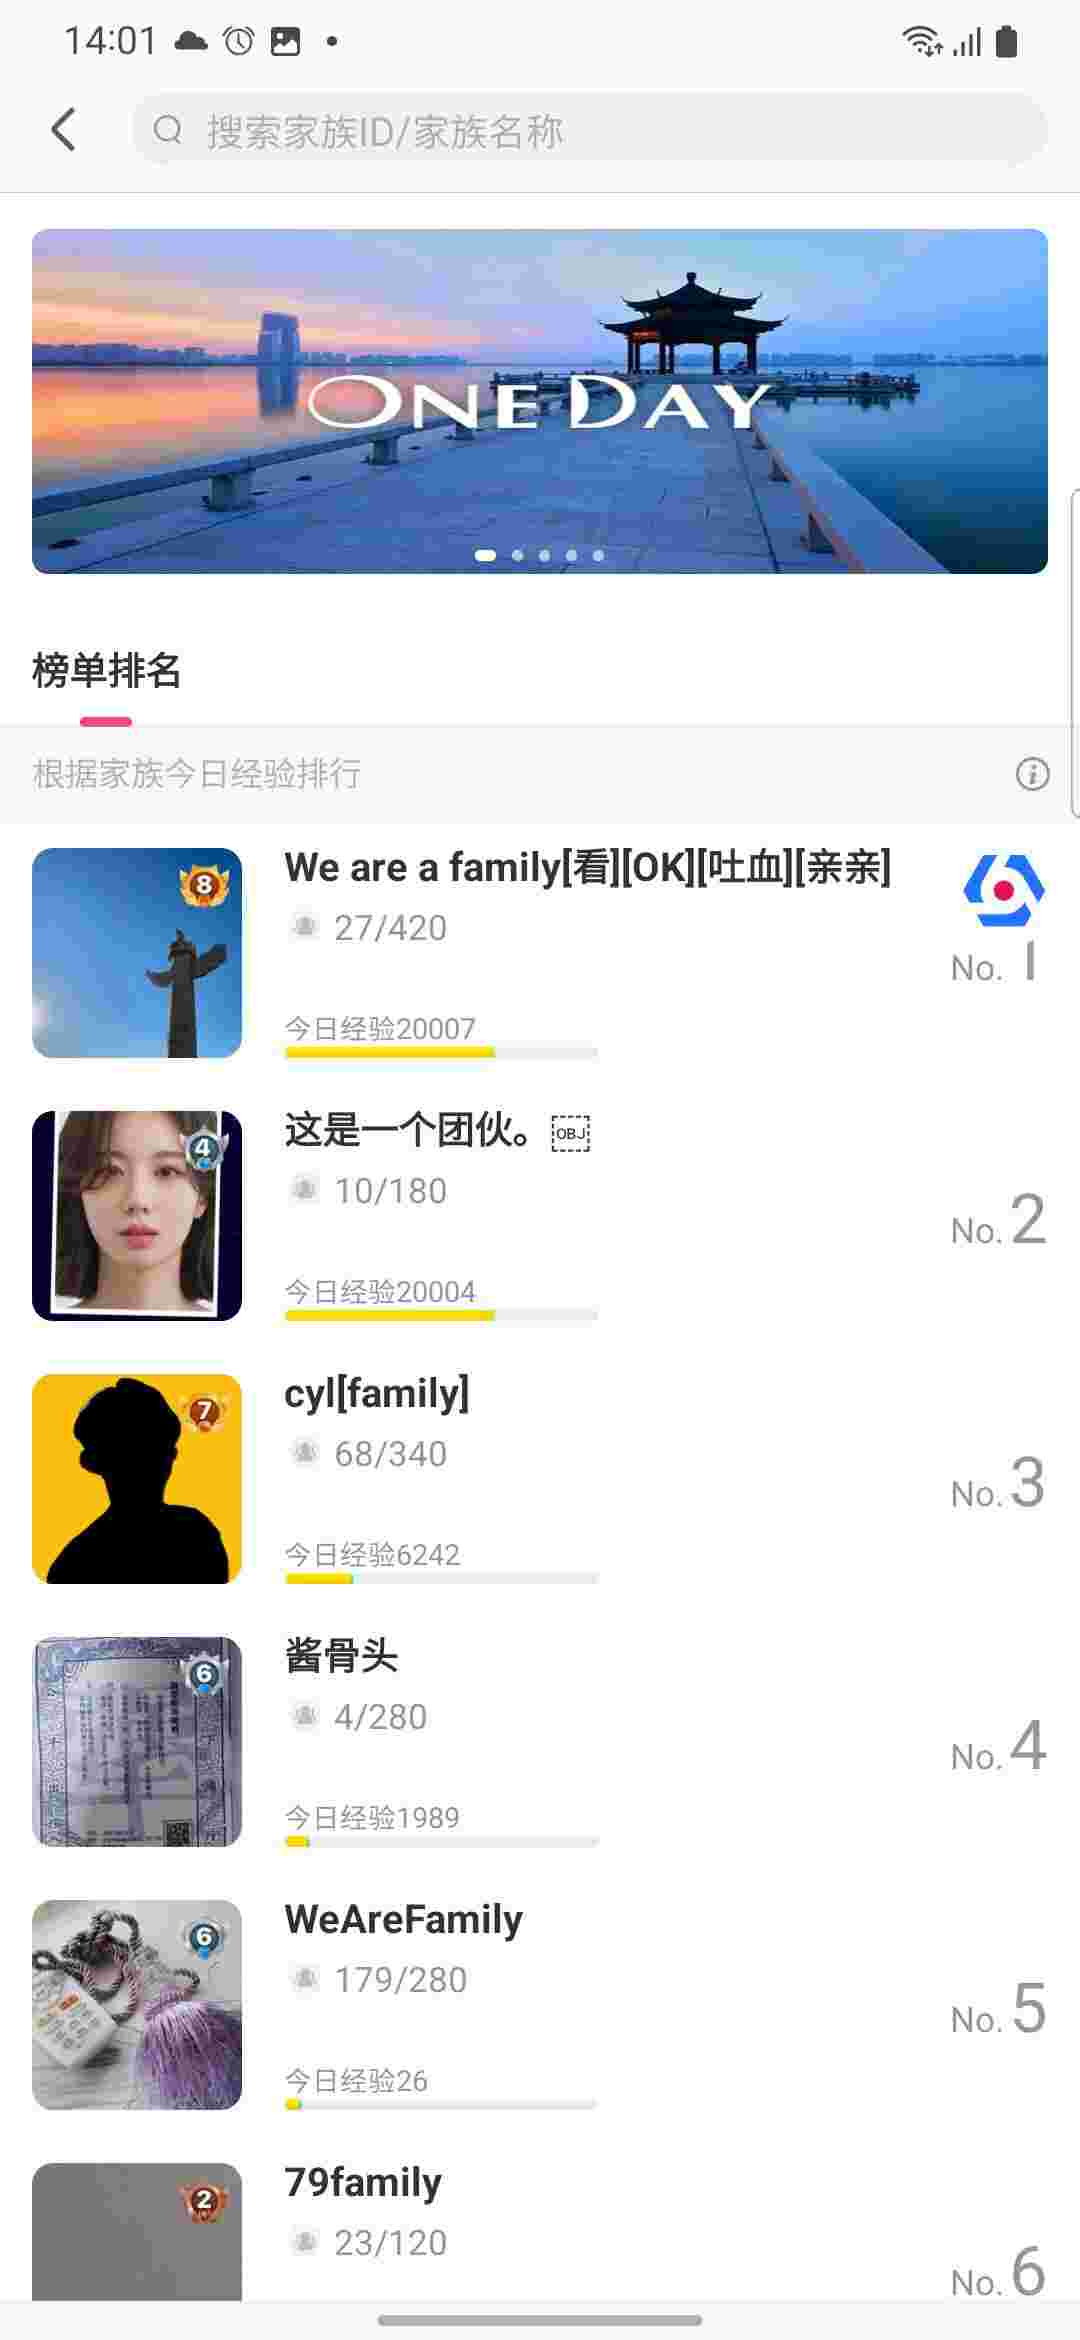 14:01
搜索家族ID/家族名称
ONE DAY
榜单排名
根据家族今日经验排行
8
We are a family[看][OK][吐血][亲亲]
27/420
No. 1
今日经验20007
4
这是一个团伙。OBJ
10/180
No. 2
今日经验20004
7
cyl[family]
68/340
No. 3
今日经验6242
6
酱骨头
4/280
No. 4
今日经验1989
6
WeAreFamily
179/280
No. 5
今日经验26
2
79family
23/120
No. 6